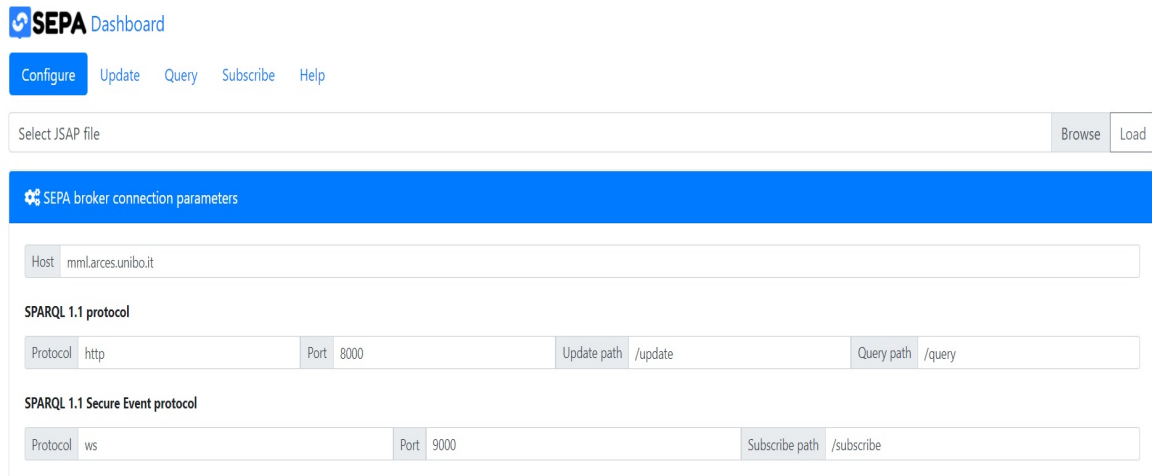 SEPA Dashboard
Configure Update Query Subscribe Help
Select JSAP file Browse Load
SEPA broker connection parameters
Host mml.arces.unibo.it
SPARQL 1.1 protocol
Protocol http Port 8000 Update path /update Query path /query
SPARQL 1.1 Secure Event protocol
Protocol ws Port 9000 Subscribe path /subscribe